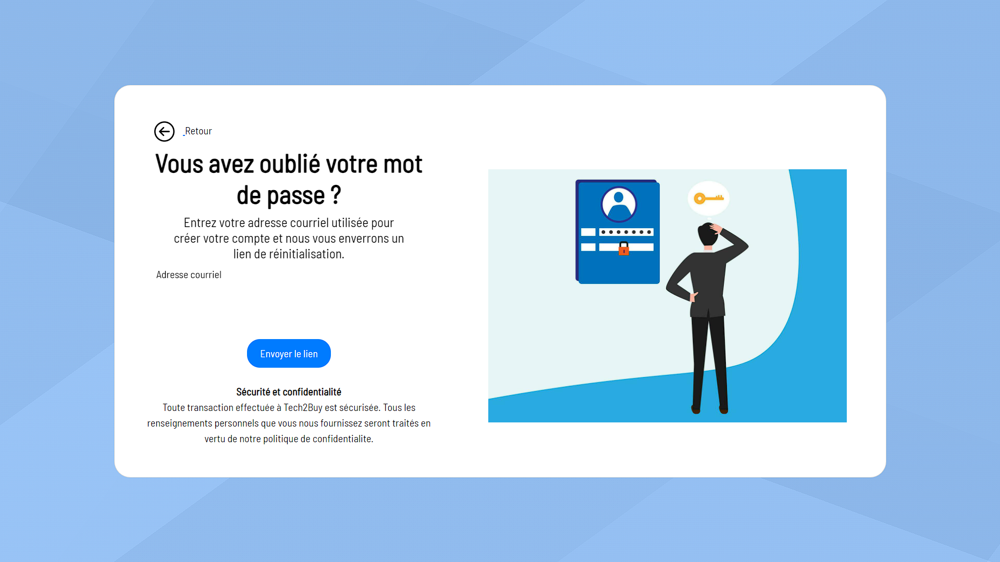 Retour
Vous avez oublié votre mot
de passe ?
Entrez votre adresse courriel utilisée pour
créer votre compte et nous vous enverrons un
lien de réinitialisation.
Adresse courriel
Envoyer le lien
Sécurité et confidentialité
Toute transaction effectuée à Tech2Buy est sécurisée. Tous les
renseignements personnels que vous nous fournissez seront traités en
vertu de notre politique de confidentialite.